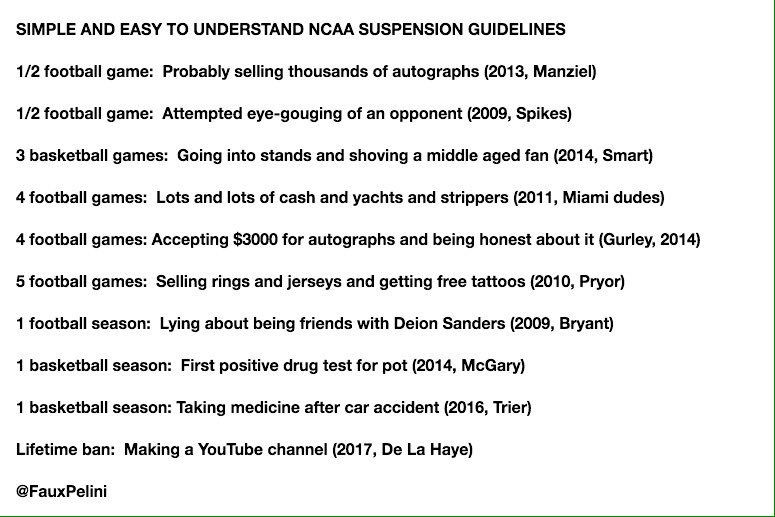 SIMPLE AND EASY TO UNDERSTAND NCAA SUSPENSION GUIDELINES
1/2 football game:  Probably selling thousands of autographs (2013, Manziel)
1/2 football game:  Attempted eye-gouging of an opponent (2009, Spikes)
3 basketball games:  Going into stands and shoving a middle aged fan (2014, Smart)
4 football games:  Lots and lots of cash and yachts and strippers (2011, Miami dudes)
4 football games: Accepting $3000 for autographs and being honest about it (Gurley, 2014)
5 football games:  Selling rings and jerseys and getting free tattoos (2010, Pryor)
1 football season:  Lying about being friends with Deion Sanders (2009, Bryant)
1 basketball season:  First positive drug test for pot (2014, McGary)
1 basketball season: Taking medicine after car accident (2016, Trier)
Lifetime ban:  Making a YouTube channel (2017, De La Haye)
@FauxPelini